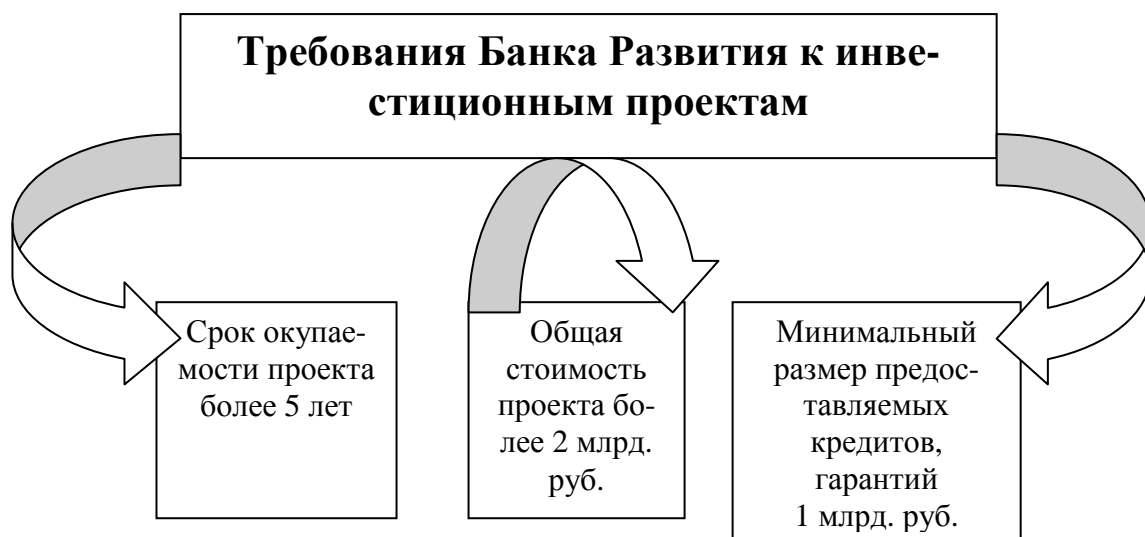 Требования Банка Развития к инве-
стиционным проектам
Срок окупае-
мости проекта
более 5 лет
Общая
стоимость
проекта бо-
лее 2 млрд.
руб.
Минимальный
размер предос-
тавляемых
кредитов,
гарантий
1 млрд. руб.